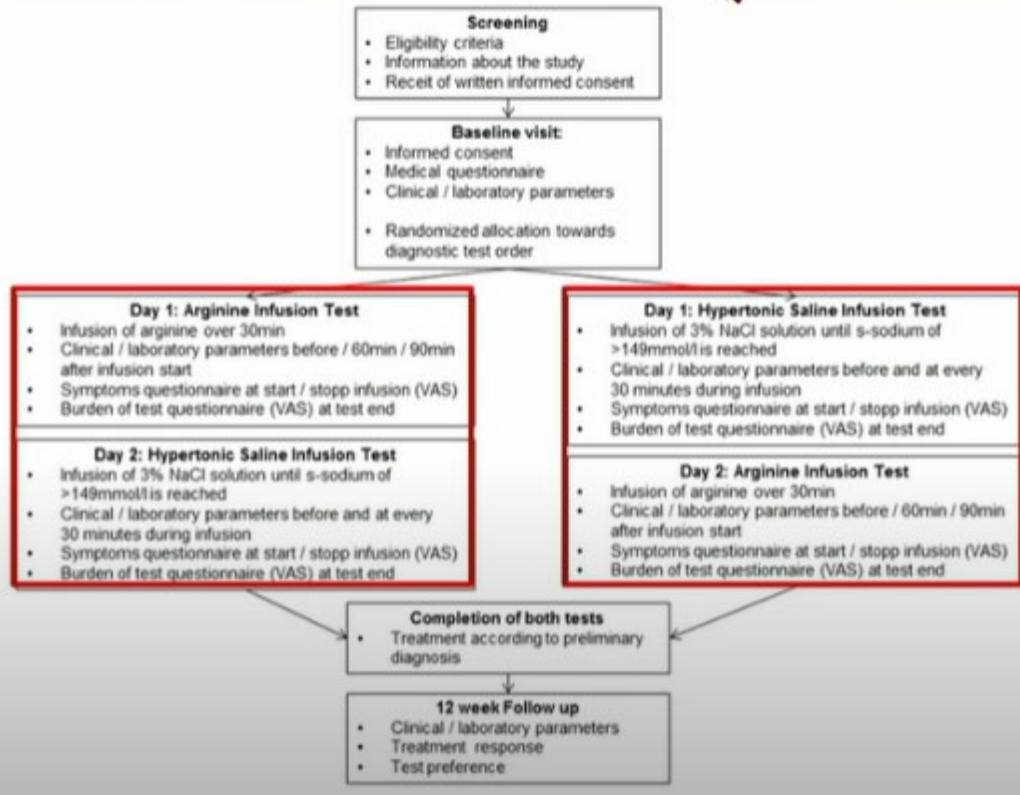 Screening
• Eligibility criteria
• Information about the study
• Receit of written informed consent
Baseline visit:
• Informed consent
• Medical questionnaire
• Clinical / laboratory parameters
• Randomized allocation towards
diagnostic test order
Day 1: Arginine Infusion Test
• Infusion of arginine over 30min
• Clinical / laboratory parameters before / 60min / 90min
after infusion start
• Symptoms questionnaire at start / stopp infusion (VAS)
• Burden of test questionnaire (VAS) at test end
Day 2: Hypertonic Saline Infusion Test
• Infusion of 3% NaCl solution until s-sodium of
>149mmol/l is reached
• Clinical / laboratory parameters before and at every
30 minutes during infusion
• Symptoms questionnaire at start / stopp infusion (VAS)
• Burden of test questionnaire (VAS) at test end
Day 1: Hypertonic Saline Infusion Test
• Infusion of 3% NaCl solution until s-sodium of
>149mmol/l is reached
• Clinical / laboratory parameters before and at every
30 minutes during infusion
• Symptoms questionnaire at start / stopp infusion (VAS)
• Burden of test questionnaire (VAS) at test end
Day 2: Arginine Infusion Test
• Infusion of arginine over 30min
• Clinical / laboratory parameters before / 60min / 90min
after infusion start
• Symptoms questionnaire at start / stopp infusion (VAS)
• Burden of test questionnaire (VAS) at test end
Completion of both tests
• Treatment according to preliminary
diagnosis
12 week Follow up
• Clinical / laboratory parameters
• Treatment response
• Test preference